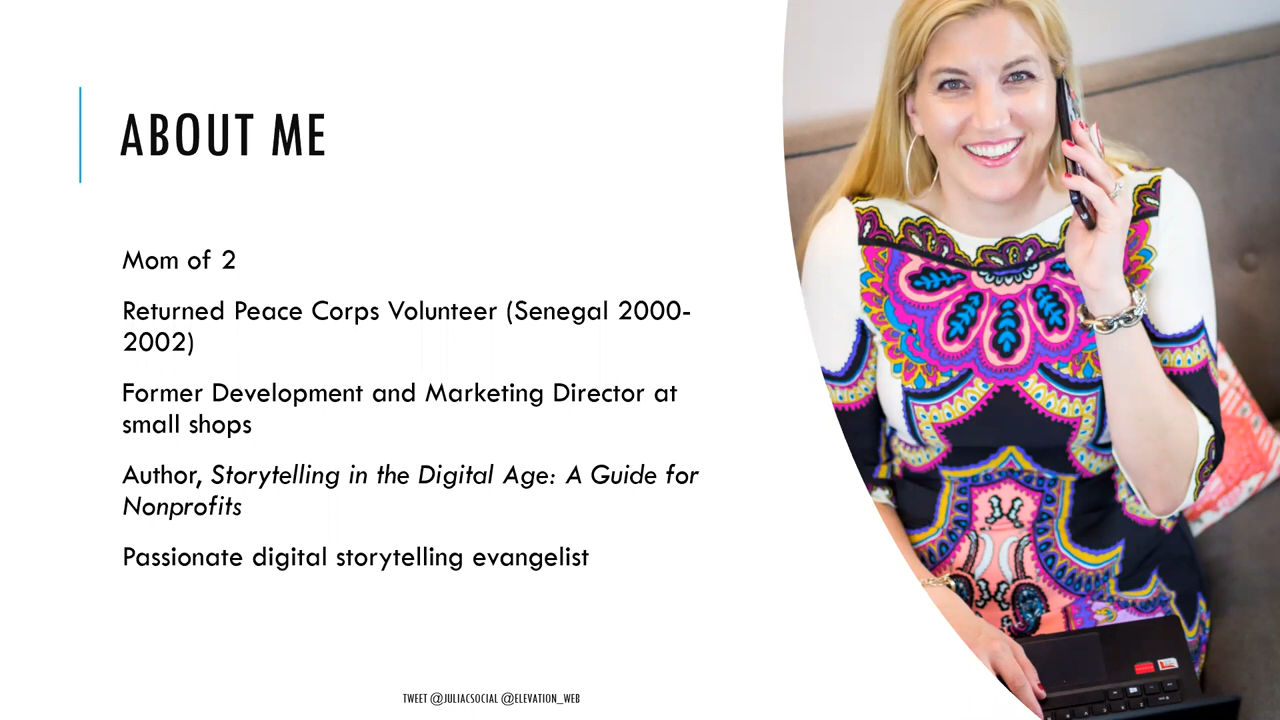 ABOUT ME
Mom of 2
Returned Peace Corps Volunteer (Senegal 2000-
2002)
Former Development and Marketing Director at
small shops
Author, Storytelling in the Digital Age: A Guide for
Nonprofits
Passionate digital storytelling evangelist
TWEET @JULIACSOCIAL @ELEVATION_WEB